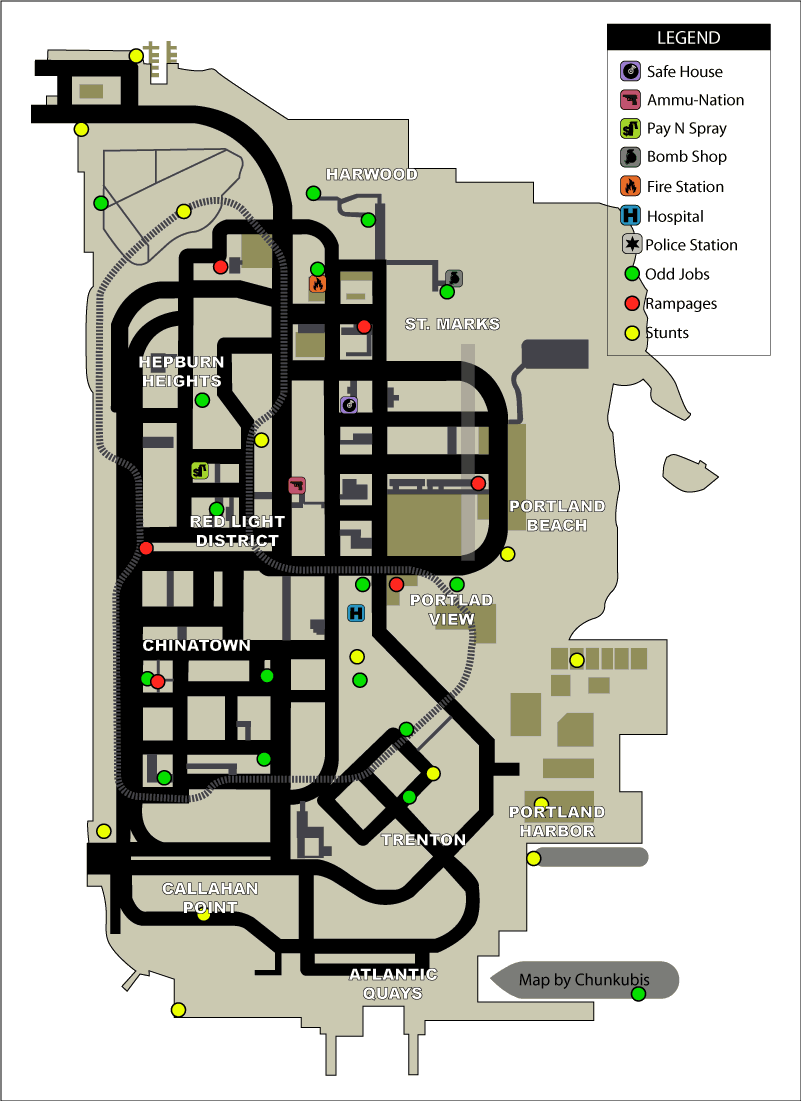 LEGEND
Safe House
Ammu-Nation
Pay N Spray
Bomb Shop
Fire Station
H Hospital
Police Station
Odd Jobs
Rampages
Stunts
HARWOOD
ST. MARKS
HEPBURN
HEIGHTS
PORTLAND
BEACH
RED LIGHT
DISTRICT
PORTLAD
VIEW
H
CHINATOWN
PORTLAND
HARBOR
TRENTON
CALLAHAN
POINT
ATLANTIC
QUAYS
Map by Chunkubis